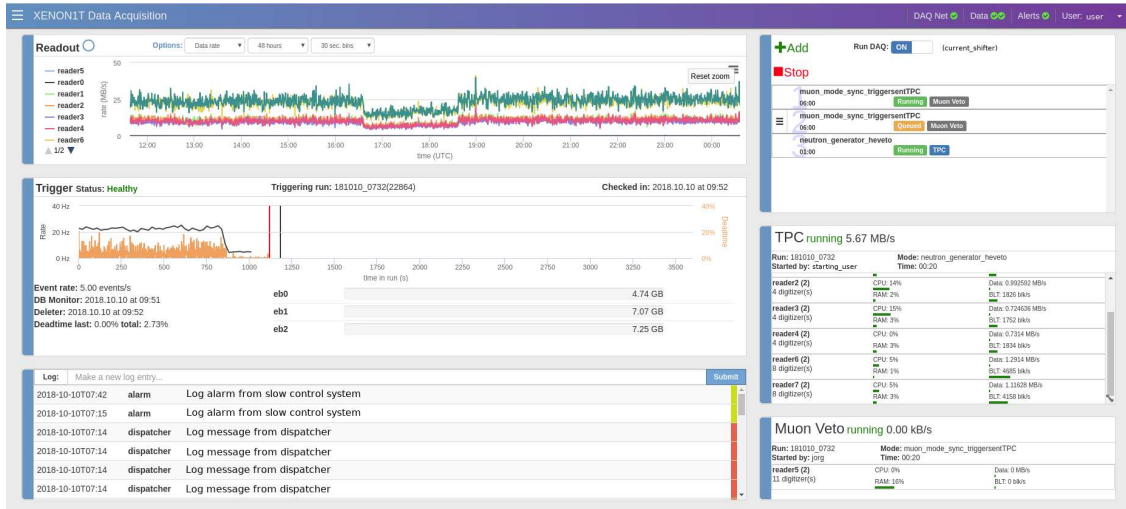 XENON1T Data Acquisition
DAQ Net Data Alerts User: user
Readout
Options: Data rate 48 hours 30 sec. bins
reader5
reader0
reader1
reader2
reader3
reader4
reader6
1/2
rate (MB/s)
50
25
0
Reset zoom
12:00 13:00 14:00 15:00 16:00 17:00 18:00 19:00 20:00 21:00 22:00 23:00 00:00
time (UTC)
Trigger Status: Healthy
Triggering run: 181010_0732(22864)
Checked in: 2018.10.10 at 09:52
40 Hz
20 Hz
0 Hz
Rate
40%
20%
0%
Deadtime
0 250 500 750 1000 1250 1500 1750 2000 2250 2500 2750 3000 3250 3500
time in run (s)
Event rate: 5.00 events/s
DB Monitor: 2018.10.10 at 09:51
Deleter: 2018.10.10 at 09:52
Deadtime last: 0.00% total: 2.73%
eb0 4.74 GB
eb1 7.07 GB
eb2 7.25 GB
Log: Make a new log entry... Submit
2018-10-10T07:42 alarm Log alarm from slow control system
2018-10-10T07:15 alarm Log alarm from slow control system
2018-10-10T07:14 dispatcher Log message from dispatcher
2018-10-10T07:14 dispatcher Log message from dispatcher
2018-10-10T07:14 dispatcher Log message from dispatcher
2018-10-10T07:14 dispatcher Log message from dispatcher
Add
Run DAQ: ON (current_shifter)
Stop
1
muon_mode_sync_triggersentTPC
06:00 Running Muon Veto
2
muon_mode_sync_triggersentTPC
06:00 Queued Muon Veto
3
neutron_generator_heveto
01:00 Running TPC
TPC running 5.67 MB/s
Run: 181010_0732 Mode: neutron_generator_heveto
Started by: starting_user Time: 00:20
reader2 (2) CPU: 14% Data: 0.992592 MB/s
4 digitizer(s) RAM: 2% BLT: 1826 blk/s
reader3 (2) CPU: 15% Data: 0.724636 MB/s
4 digitizer(s) RAM: 3% BLT: 1752 blk/s
reader4 (2) CPU: 0% Data: 0.7314 MB/s
4 digitizer(s) RAM: 3% BLT: 1834 blk/s
reader6 (2) CPU: 5% Data: 1.2914 MB/s
8 digitizer(s) RAM: 1% BLT: 4685 blk/s
reader7 (2) CPU: 5% Data: 1.11628 MB/s
8 digitizer(s) RAM: 3% BLT: 4158 blk/s
Muon Veto running 0.00 kB/s
Run: 181010_0732 Mode: muon_mode_sync_triggersentTPC
Started by: jorg Time: 00:20
reader5 (2) CPU: 0% Data: 0 MB/s
11 digitizer(s) RAM: 16% BLT: 0 blk/s